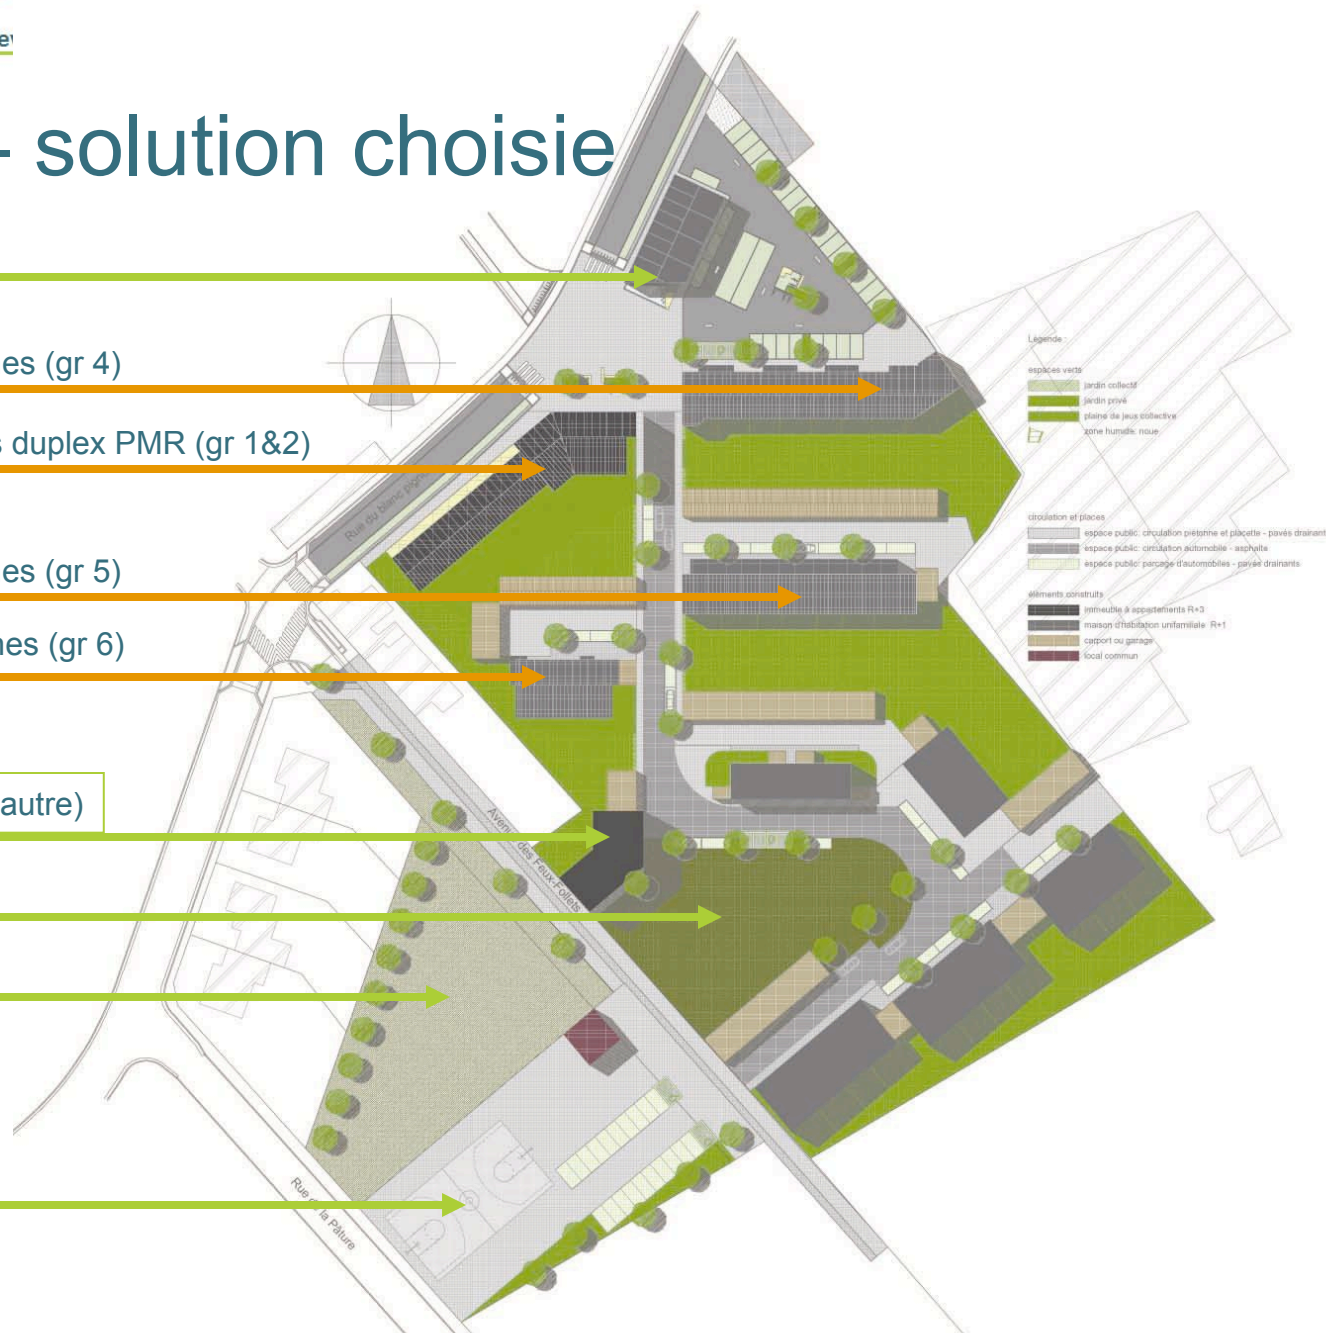 - solution choisie
es (gr 4)
s duplex PMR (gr 1&2)
es (gr 5)
nes (gr 6)
autre)
Rue du blanc pign
Avenue des Feux-Follets
Rue de la Pâture
Légende :
espaces verts
jardin collectif
jardin privé
plaine de jeux collective
zone humide: noue
circulation et places
espace public: circulation piétonne et placette - pavés drainant
espace public: circulation automobile - asphalte
espace public: parcage d'automobiles - pavés drainants
éléments construits
immeuble à appartements R+3
maison d'habitation unifamiliale R+1
carport ou garage
local commun